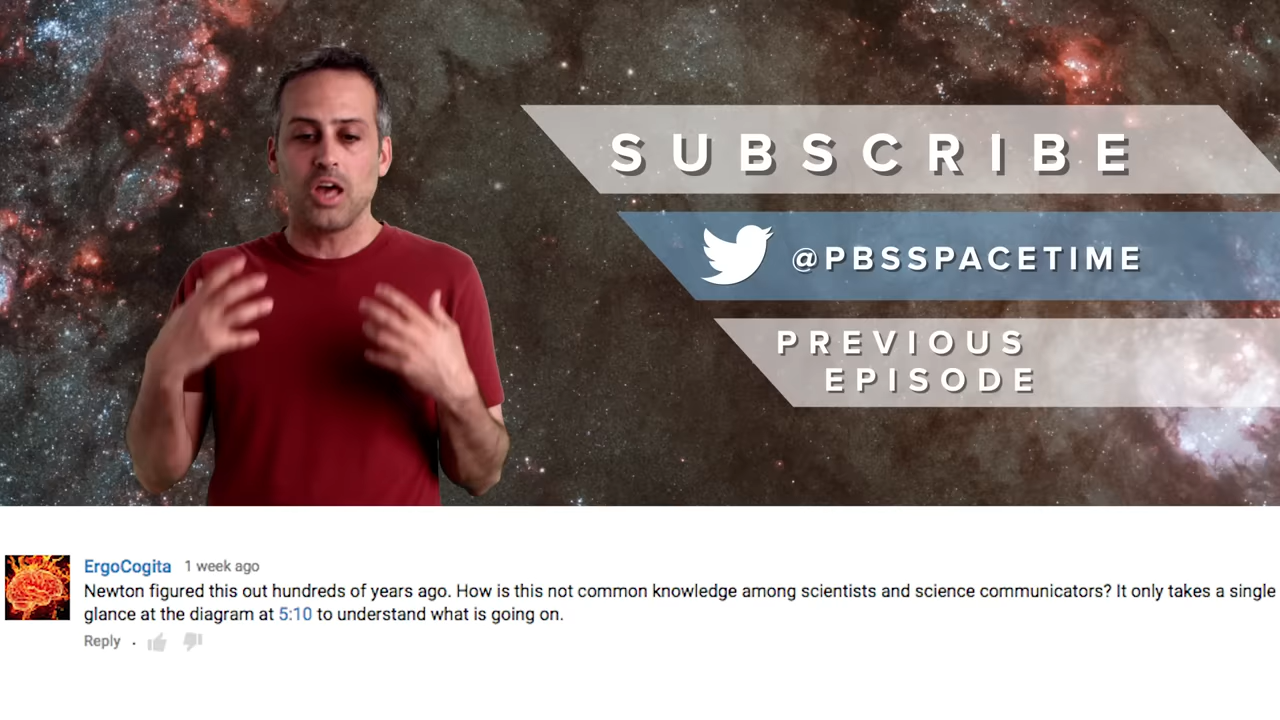 SUBSCRIBE
@PBSSPACETIME
PREVIOUS
EPISODE
ErgoCogita 1 week ago
Newton figured this out hundreds of years ago. How is this not common knowledge among scientists and science communicators? It only takes a single
glance at the diagram at 5:10 to understand what is going on.
Reply ·